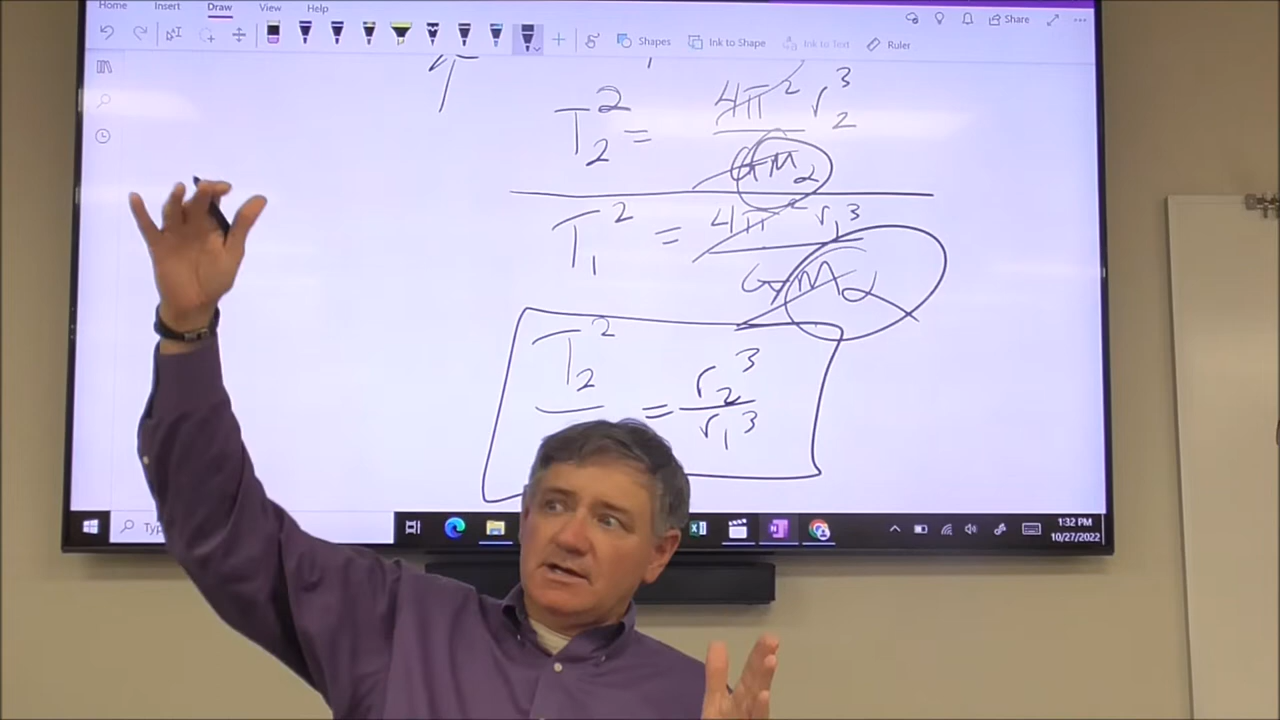 Home Insert Draw View Help
Share
Shapes Ink to Shape Ink to Text Ruler
T
T₂² = 4π² r₂³
GM₂
T₁² = 4π² r₁³
GM₂
T₂² = r₂³
r₁³
Typ
1:32 PM
10/27/2022